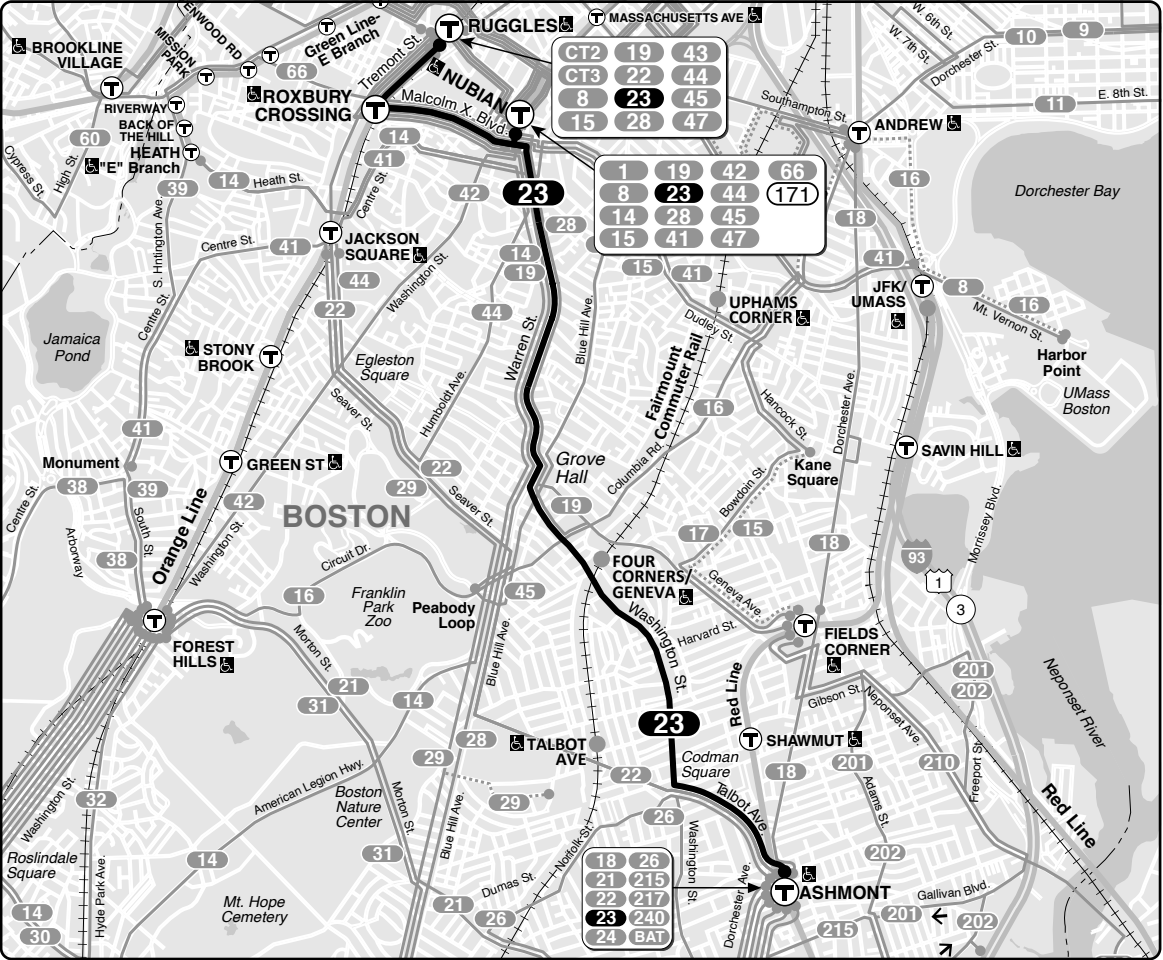 RUGGLES
MASSACHUSETTS AVE
BROOKLINE
VILLAGE
ENWOOD RD
MISSION
PARK
Green Line-
E Branch
66
Tremont St.
W. 6th St.
W. 7th St.
Dorchester St.
10
9
11
E. 8th St.
CT2 19 43
CT3 22 44
8 23 45
15 28 47
RIVERWAY
BACK OF
THE HILL
HEATH
"E" Branch
60
High St.
Cypress St.
ROXBURY
CROSSING
Malcolm X. Blvd.
NUBIAN
Southampton St.
ANDREW
14
41
Centre St.
39
14
Heath St.
42
23
28
1 19 42 66
8 23 44 171
14 28 45
15 41 47
16
Dorchester Bay
18
S. Hntington Ave.
Centre St.
41
JACKSON
SQUARE
14
19
15
41
41
JFK/
UMASS
8
16
Mt. Vernon St.
Harbor
Point
UMass
Boston
44
22
Washington St.
44
Centre St.
UPHAMS
CORNER
Dudley St.
Blue Hill Ave.
Warren St.
Jamaica
Pond
STONY
BROOK
Egleston
Square
Fairmount
Commuter Rail
Seaver St.
Humboldt Ave.
16
Hancock St.
Dorchester Ave.
41
Monument
38
39
GREEN ST
22
29
Grove
Hall
Columbia Rd.
Kane
Square
SAVIN HILL
Centre St.
South St.
Orange Line
42
BOSTON
Seaver St.
19
Bowdoin St.
17
15
18
Morrissey Blvd.
Arborway
38
Washington St.
Circuit Dr.
16
Franklin
Park
Zoo
Peabody
Loop
45
FOUR
CORNERS/
GENEVA
Geneva Ave.
93
1
3
FOREST
HILLS
Morton St.
Blue Hill Ave.
Washington St.
Harvard St.
FIELDS
CORNER
201
202
Neponset River
21
31
14
Red Line
Gibson St.
Neponset Ave.
28
29
TALBOT
AVE
23
Codman
Square
SHAWMUT
18
201
210
Freeport St.
22
American Legion Hwy.
Boston
Nature
Center
Morton St.
29
Talbot Ave.
Adams St.
Red Line
Washington St.
32
Blue Hill Ave.
26
Norfolk St.
Washington St.
Roslindale
Square
14
31
202
18 26
21 215
22 217
23 240
24 BAT
ASHMONT
Hyde Park Ave.
Mt. Hope
Cemetery
Dumas St.
Dorchester Ave.
Gallivan Blvd.
14
30
21
26
215
201
202